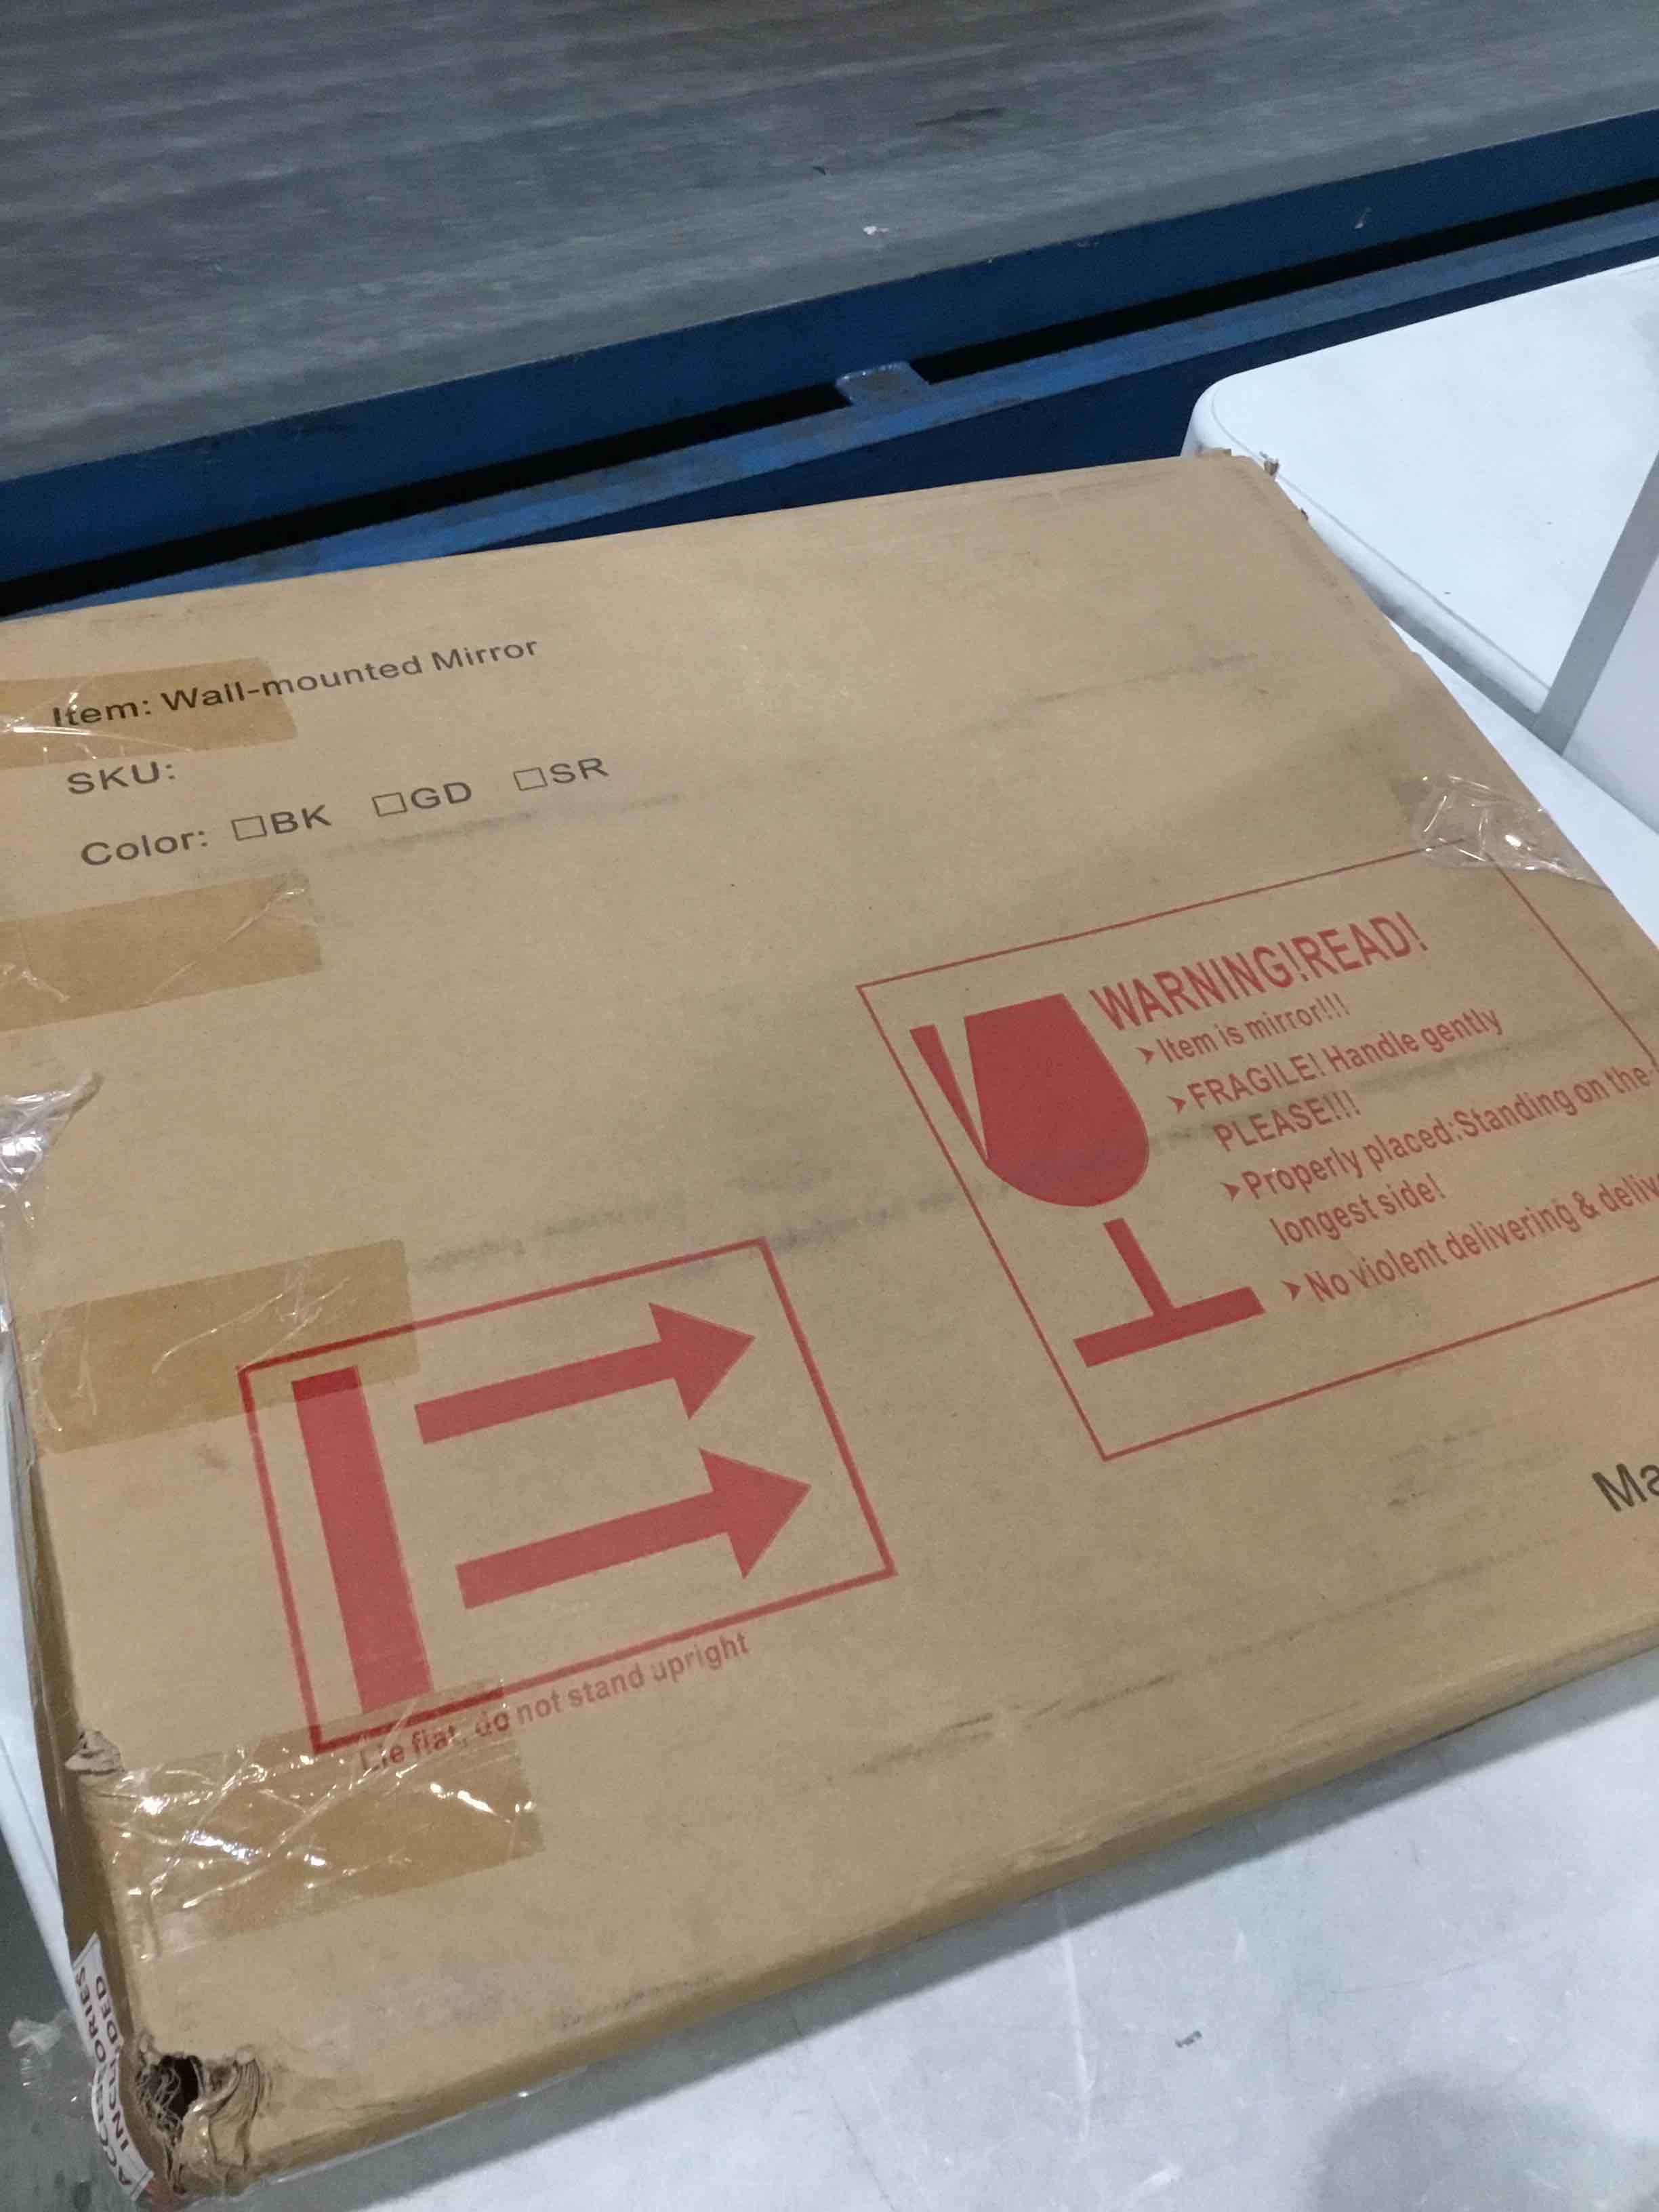 Item: Wall-mounted Mirror
SKU:
Color: □BK □GD □SR
WARNING!READ!
➤Item is mirror!!!
➤FRAGILE! Handle gently
PLEASE!!!
➤Properly placed:Standing on the
longest side!
➤No violent delivering &
Lie flat, do not stand upright
ACCESSORIES
INCLUDED